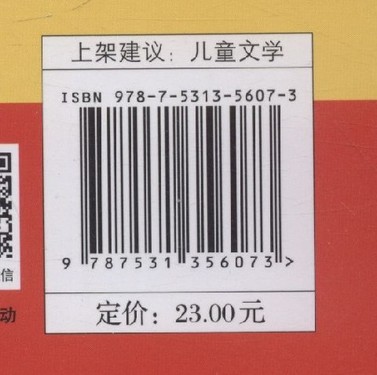 上架建议：儿童文学
ISBN 978-7-5313-5607-3
9 787531 356073 >
定价：23.00元
信
动